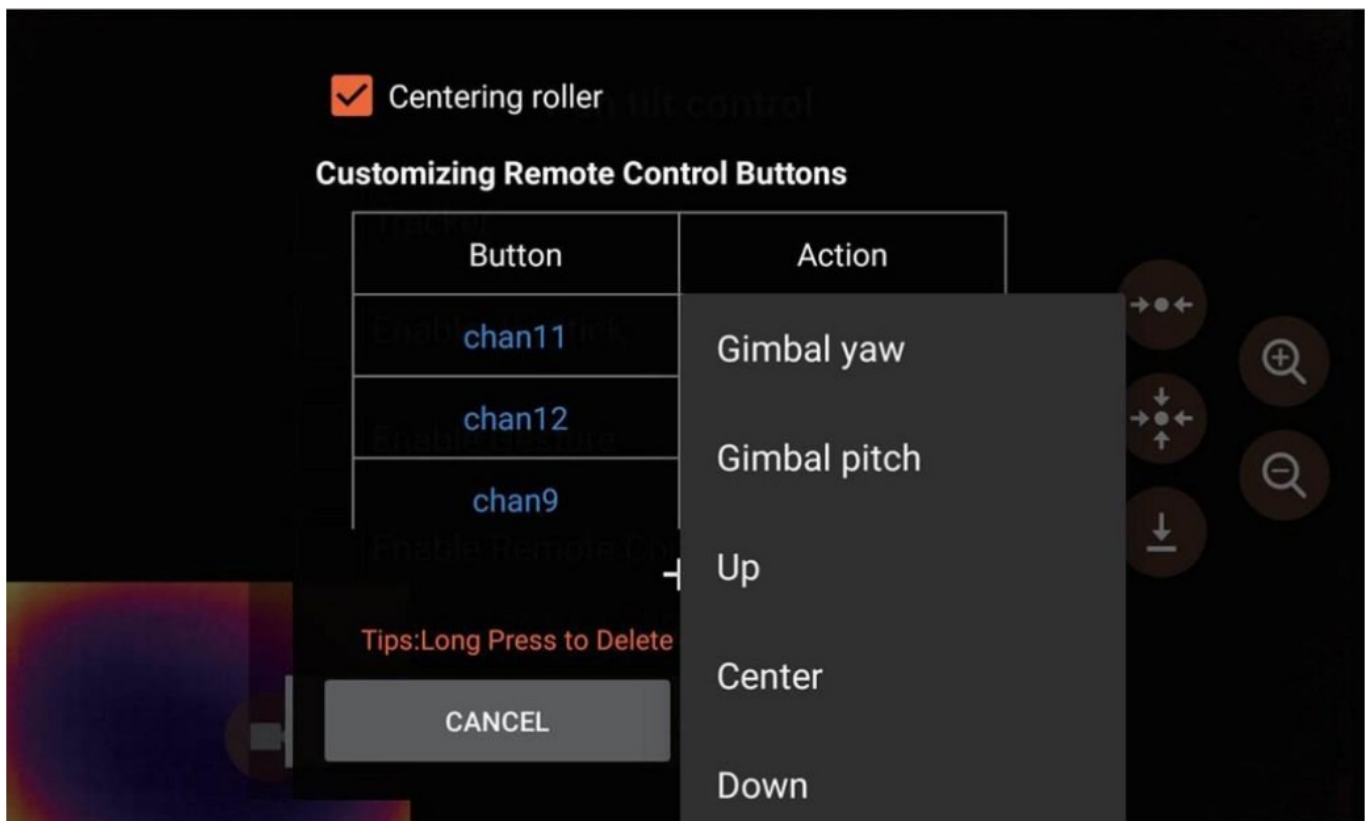 Centering roller
Customizing Remote Control Buttons
Button Action
chan11
Gimbal yaw
chan12
Gimbal pitch
chan9
Up
Tips:Long Press to Delete
Center
CANCEL
Down